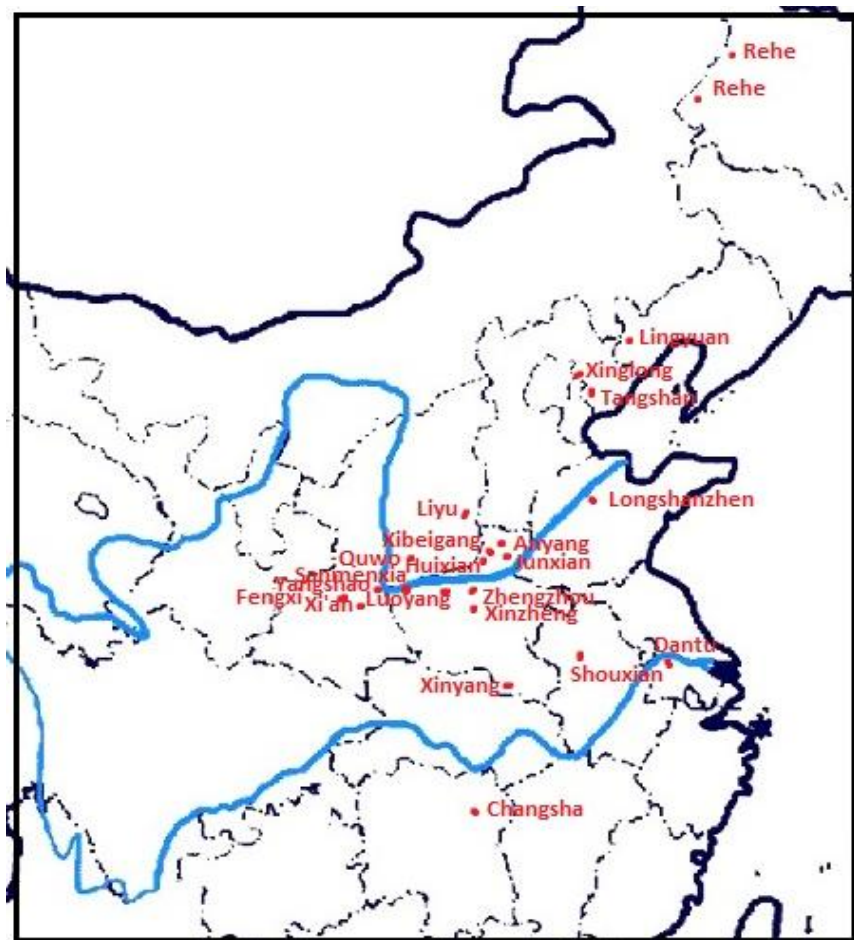 Rehe
Rehe
Lingyuan
Xinglong
Tangshan
Longshanzhen
Liyu
Xibeigang
Anyang
Quwo
Huixian
Junxian
Sanmenxia
Yangshao
Fengxi
Xi'an
Luoyang
Zhengzhou
Xinzheng
Dantu
Shouxian
Xinyang
Changsha